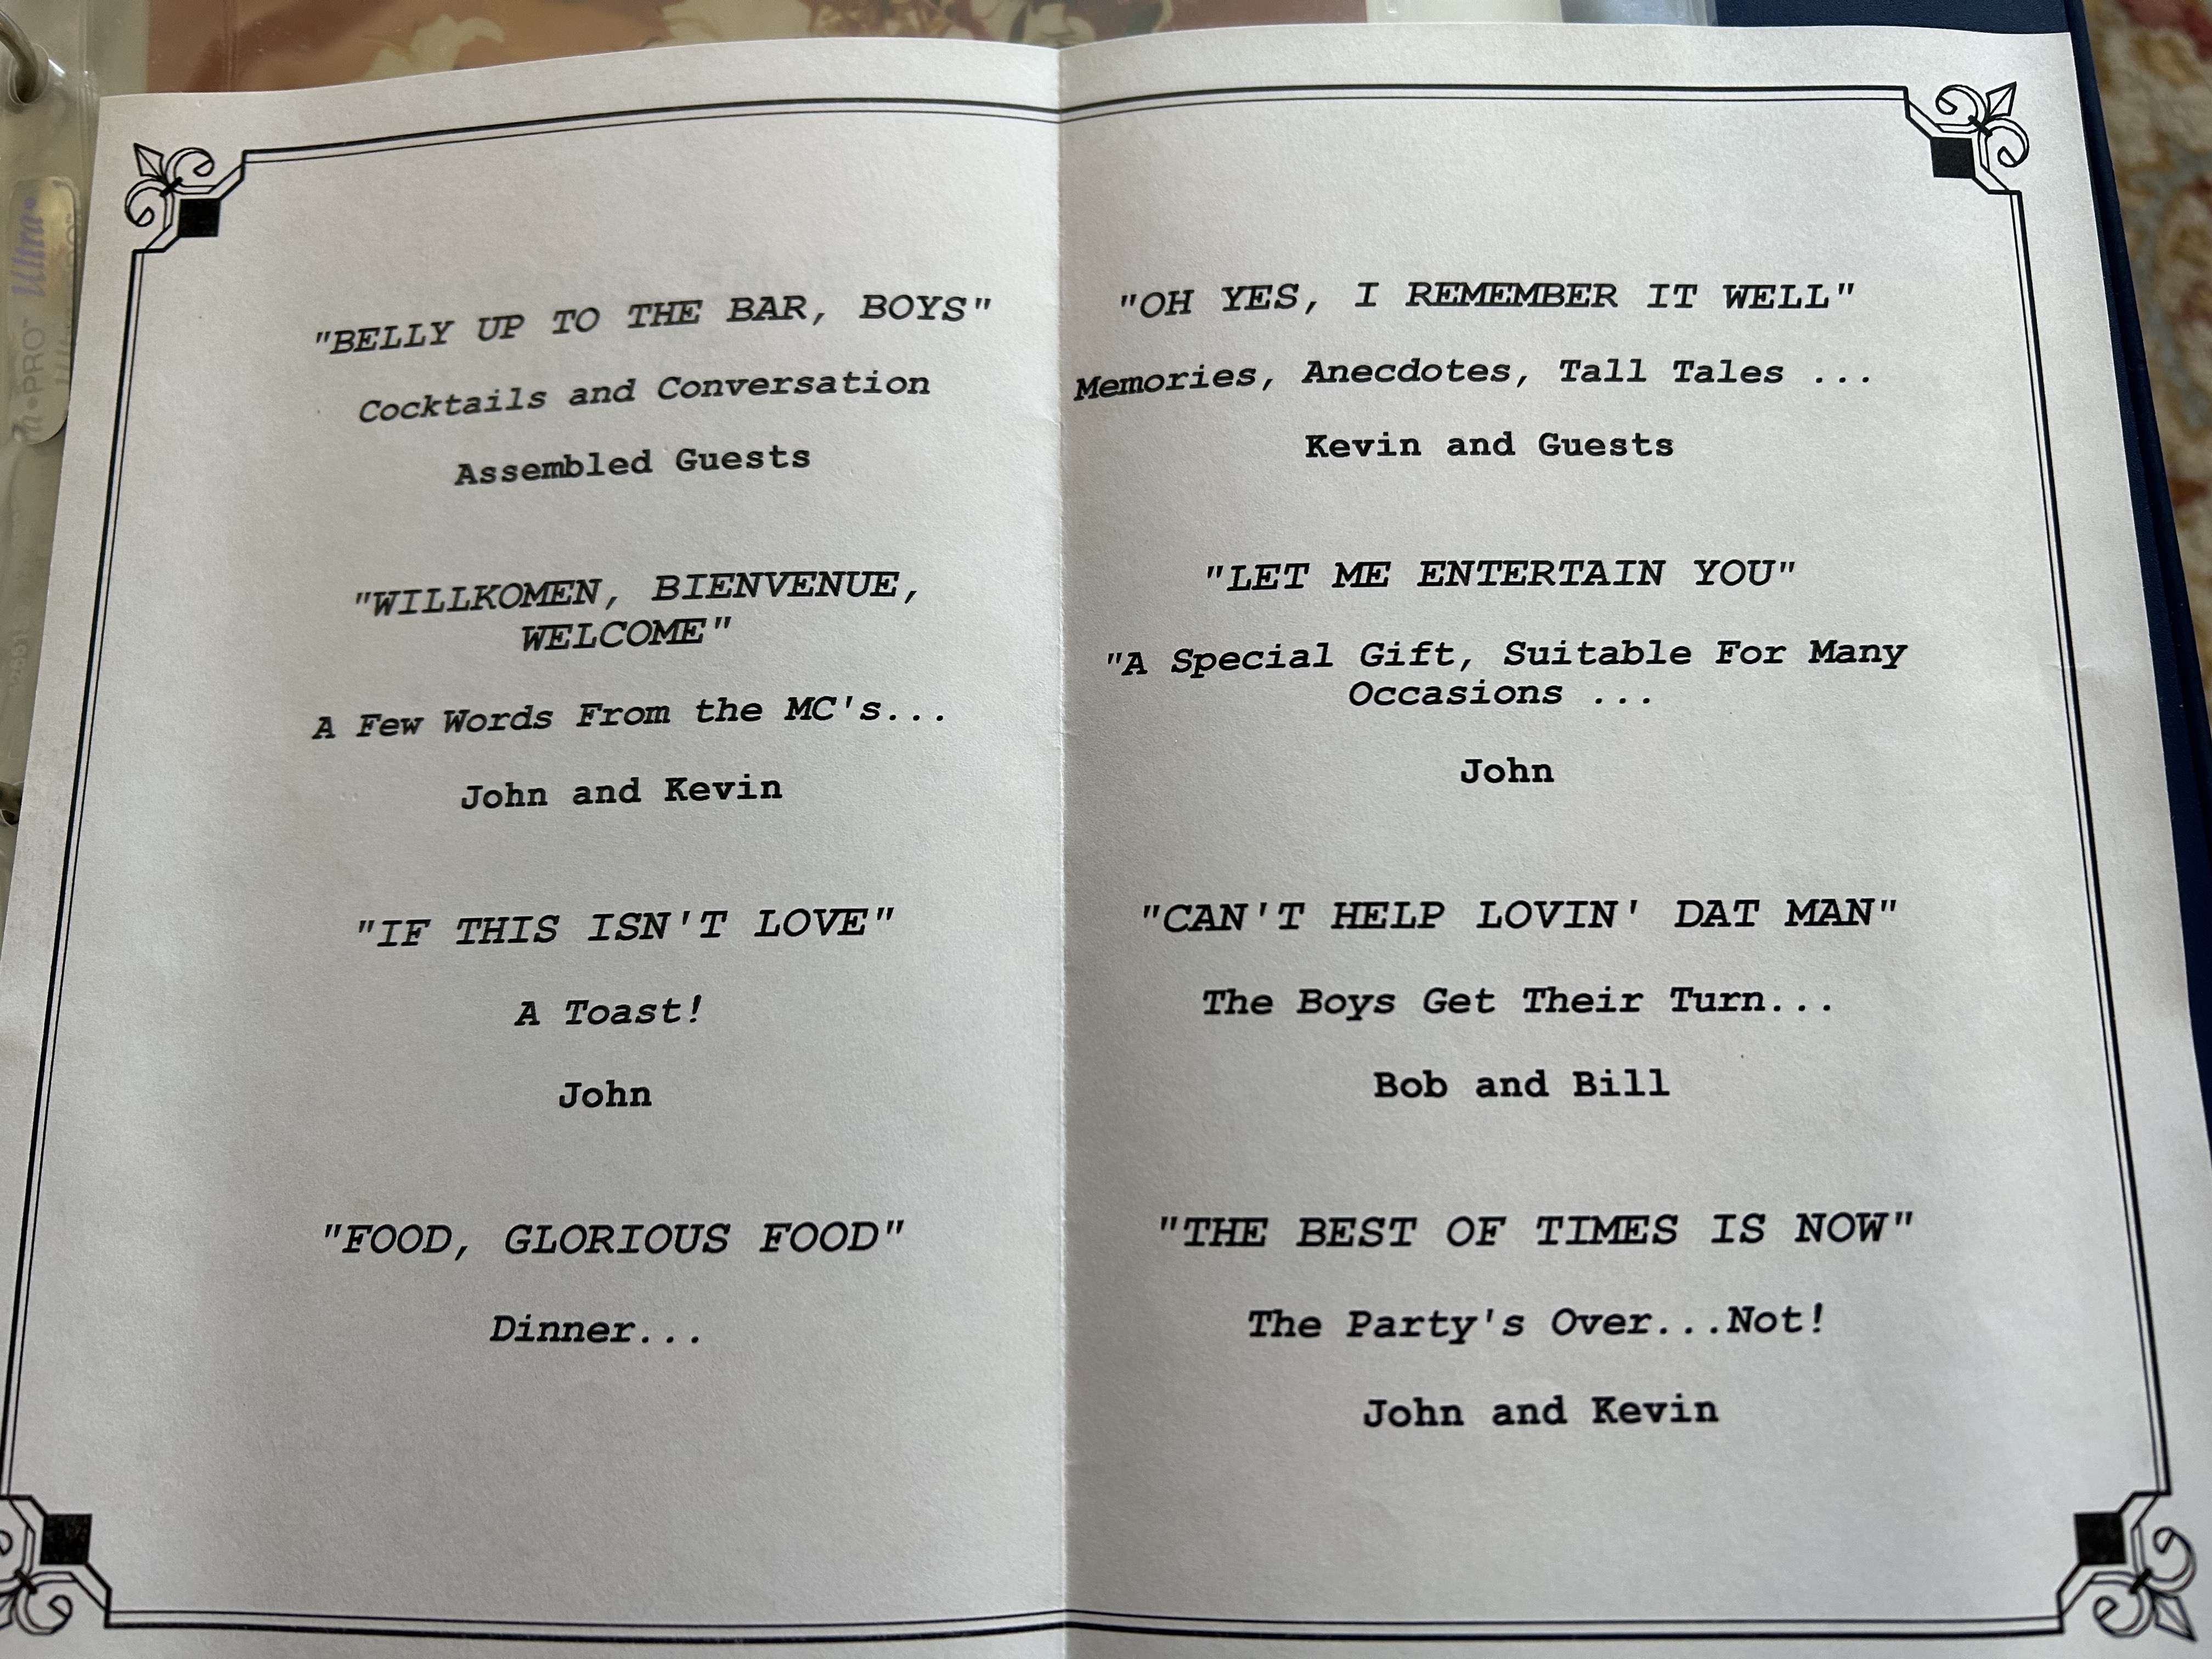 "BELLY UP TO THE BAR, BOYS"
Cocktails and Conversation
Assembled Guests
"WILLKOMEN, BIENVENUE,
WELCOME"
A Few Words From the MC's...
John and Kevin
"IF THIS ISN'T LOVE"
A Toast!
John
"FOOD, GLORIOUS FOOD"
Dinner...
"OH YES, I REMEMBER IT WELL"
Memories, Anecdotes, Tall Tales ...
Kevin and Guests
"LET ME ENTERTAIN YOU"
"A Special Gift, Suitable For Many
Occasions ...
John
"CAN'T HELP LOVIN' DAT MAN"
The Boys Get Their Turn...
Bob and Bill
"THE BEST OF TIMES IS NOW"
The Party's Over...Not!
John and Kevin
Ultra
PRO